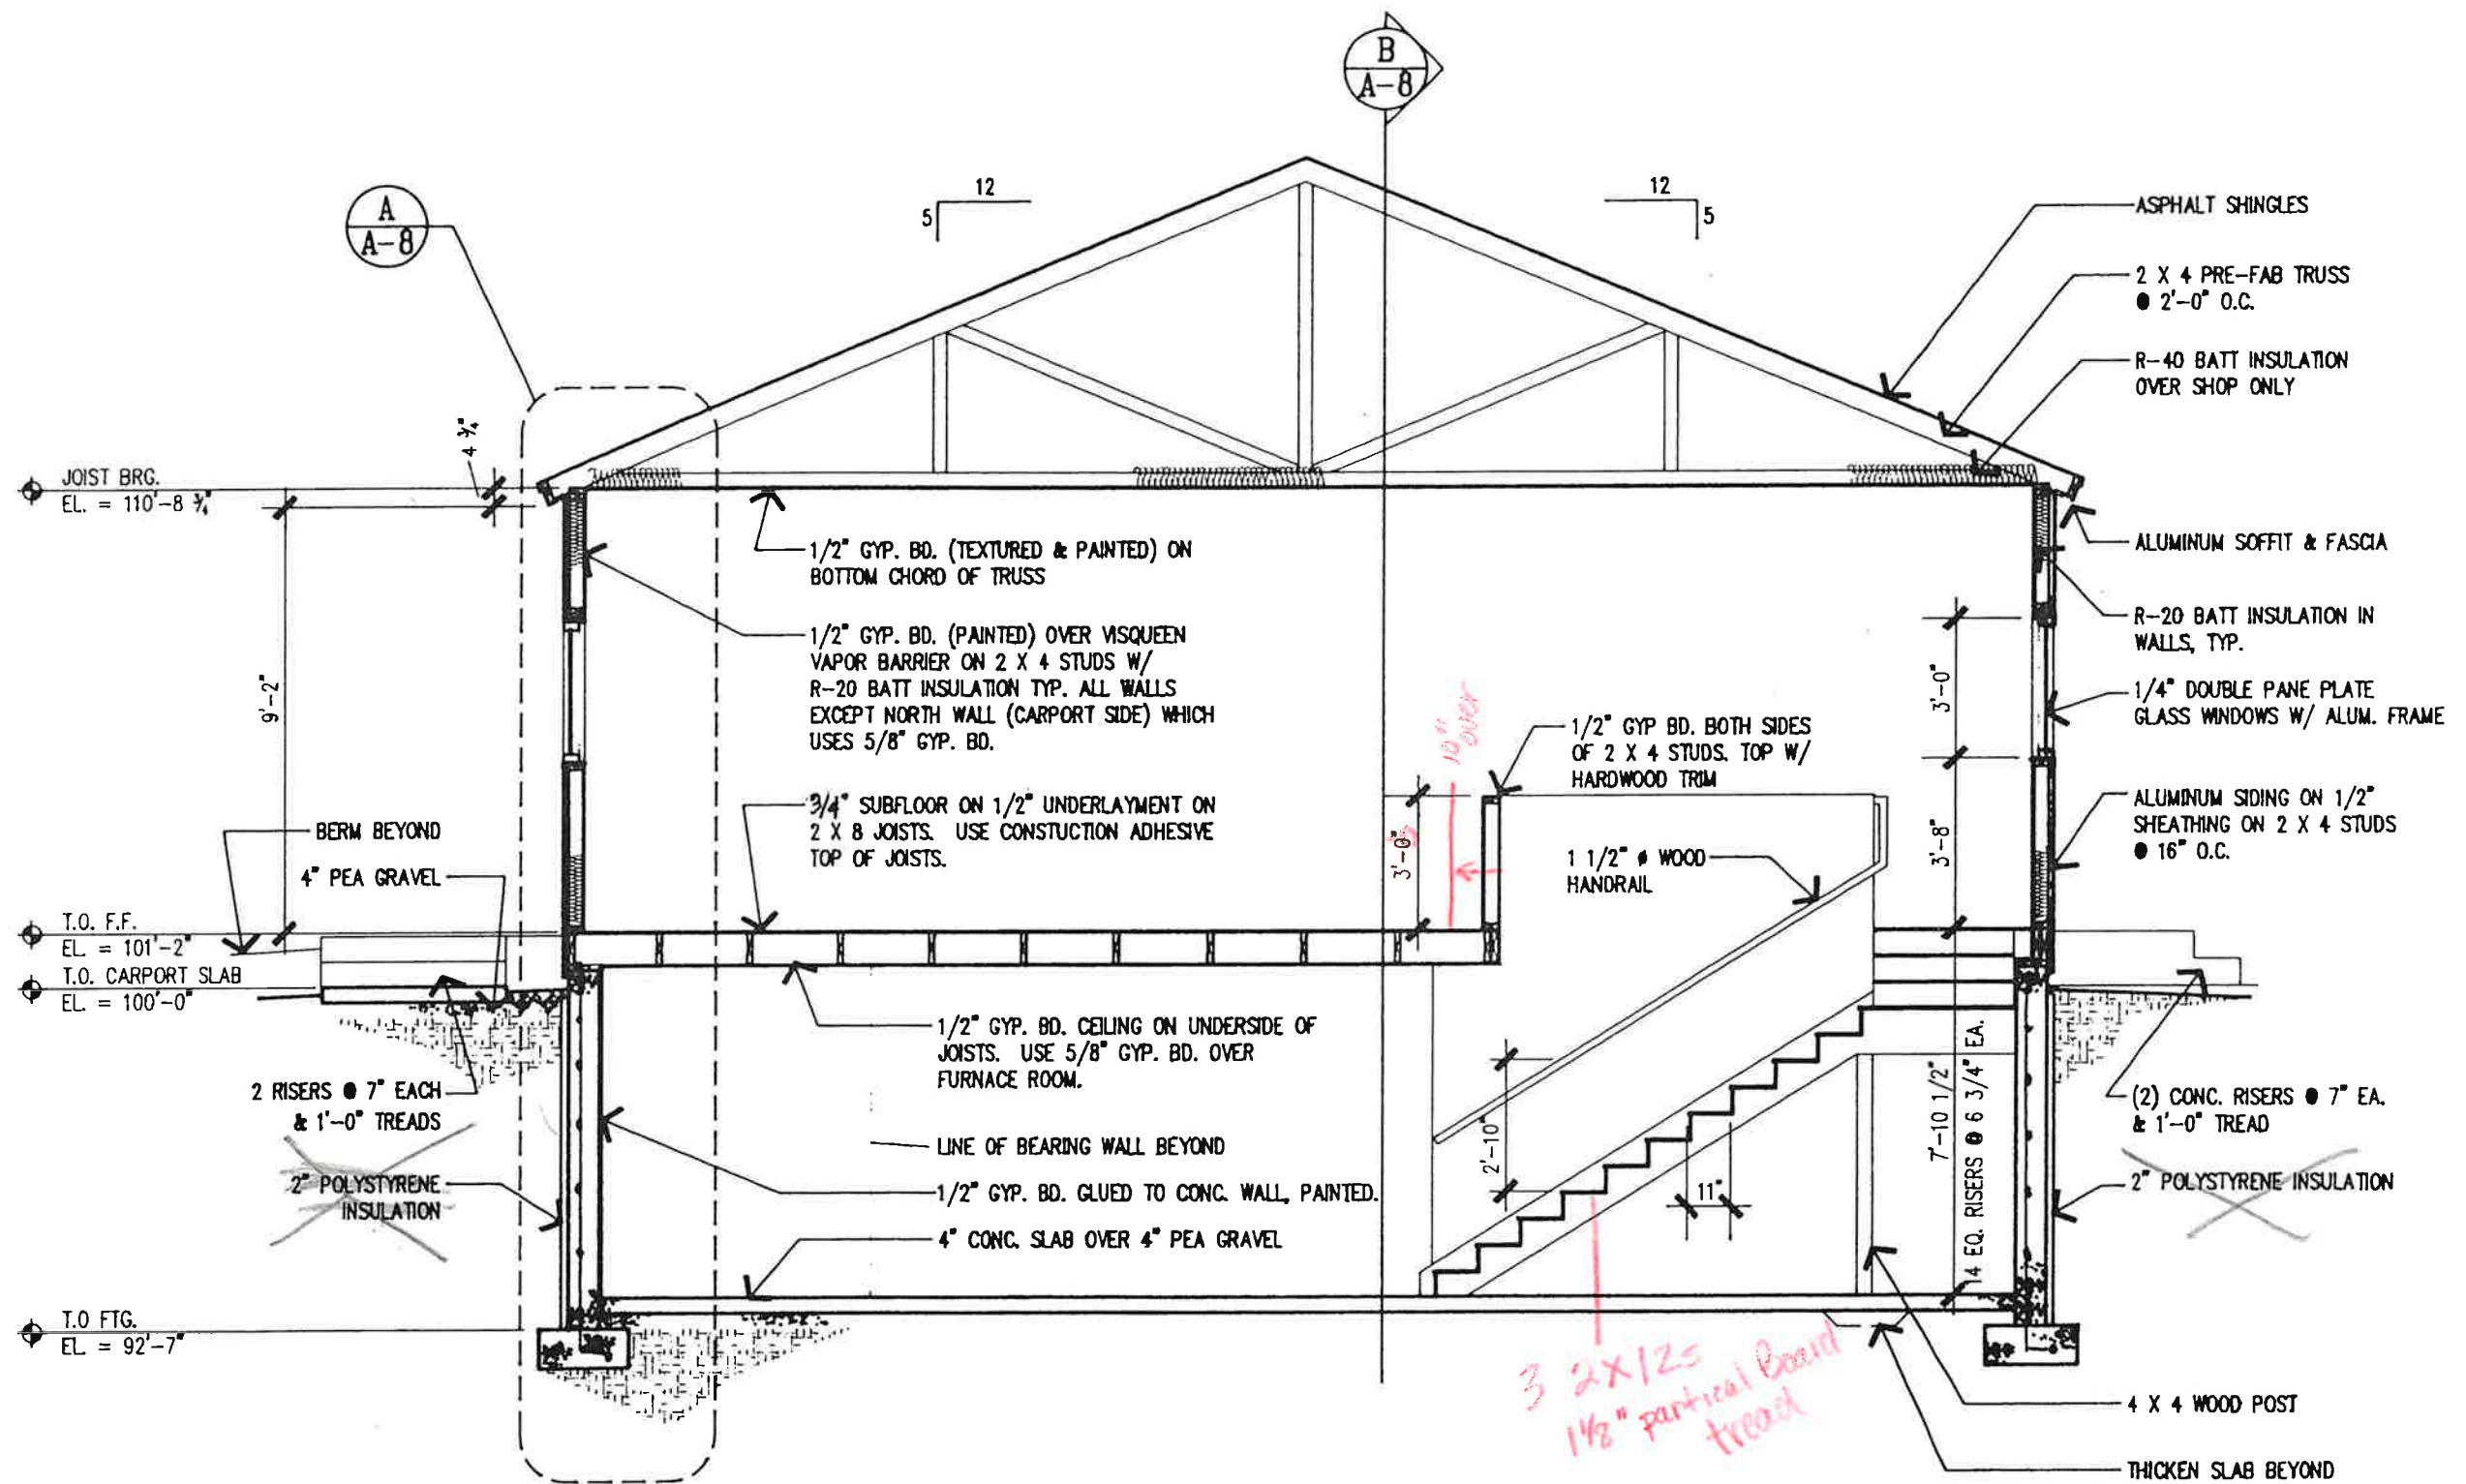 B
A-8
A
A-8
12
5
12
5
ASPHALT SHINGLES
2 X 4 PRE-FAB TRUSS
@ 2'-0" O.C.
R-40 BATT INSULATION
OVER SHOP ONLY
4 3/4"
JOIST BRG.
EL. = 110'-8 3/4"
ALUMINUM SOFFIT & FASCIA
1/2" GYP. BD. (TEXTURED & PAINTED) ON
BOTTOM CHORD OF TRUSS
R-20 BATT INSULATION IN
WALLS, TYP.
1/2" GYP. BD. (PAINTED) OVER VISQUEEN
VAPOR BARRIER ON 2 X 4 STUDS W/
R-20 BATT INSULATION TYP. ALL WALLS
EXCEPT NORTH WALL (CARPORT SIDE) WHICH
USES 5/8" GYP. BD.
9'-2"
3'-0"
1/4" DOUBLE PANE PLATE
GLASS WINDOWS W/ ALUM. FRAME
10" over
1/2" GYP BD. BOTH SIDES
OF 2 X 4 STUDS. TOP W/
HARDWOOD TRIM
3/4" SUBFLOOR ON 1/2" UNDERLAYMENT ON
2 X 8 JOISTS. USE CONSTUCTION ADHESIVE
TOP OF JOISTS.
3'-0"
3'-8"
ALUMINUM SIDING ON 1/2"
SHEATHING ON 2 X 4 STUDS
@ 16" O.C.
BERM BEYOND
4" PEA GRAVEL
1 1/2" ø WOOD
HANDRAIL
T.O. F.F.
EL = 101'-2"
T.O. CARPORT SLAB
EL. = 100'-0"
1/2" GYP. BD. CEILING ON UNDERSIDE OF
JOISTS. USE 5/8" GYP. BD. OVER
FURNACE ROOM.
2 RISERS @ 7" EACH
& 1'-0" TREADS
(2) CONC. RISERS @ 7" EA.
& 1'-0" TREAD
LINE OF BEARING WALL BEYOND
2'-10"
7'-10 1/2"
14 EQ. RISERS @ 6 3/4" EA.
2" POLYSTYRENE
INSULATION
1/2" GYP. BD. GLUED TO CONC. WALL, PAINTED.
11"
2" POLYSTYRENE INSULATION
4" CONC. SLAB OVER 4" PEA GRAVEL
T.O FTG.
EL = 92'-7"
3 2X12s
1 1/8" partical Board
tread
4 X 4 WOOD POST
THICKEN SLAB BEYOND